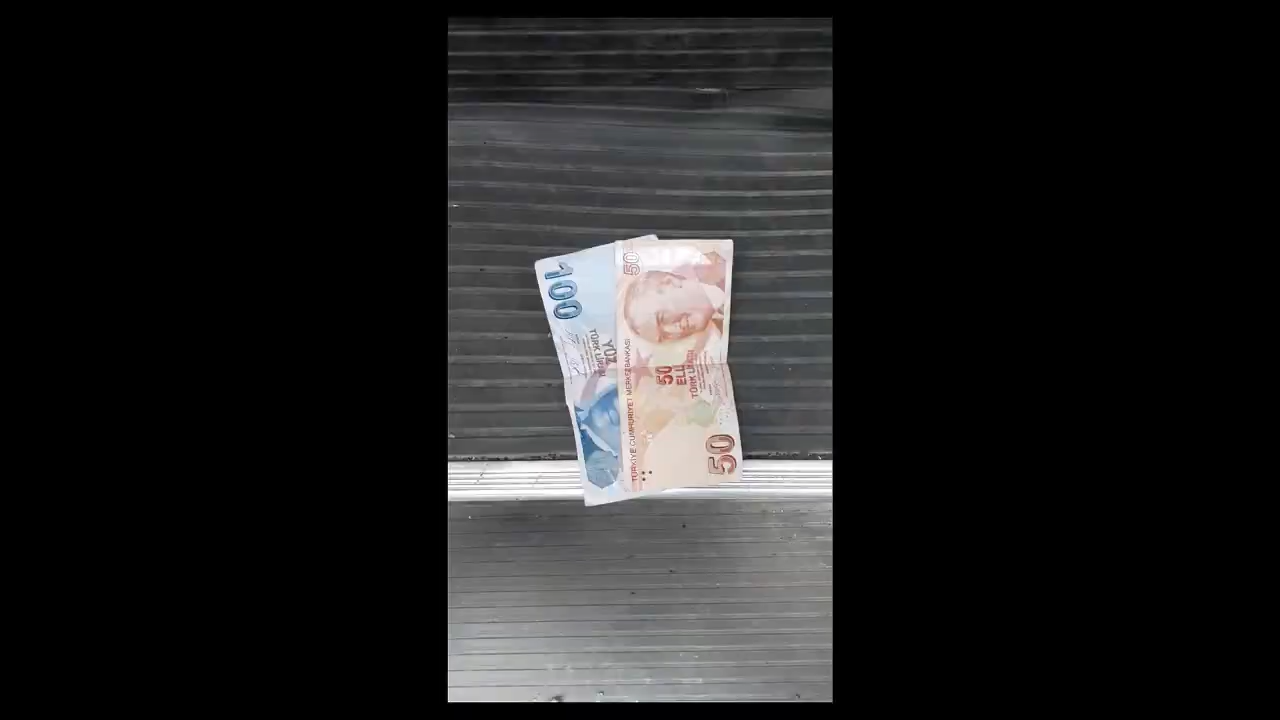 100
YÜZ
TÜRK LİRASI
50
TÜRKİYE CUMHURİYET MERKEZ BANKASI
50
ELLİ
TÜRK LİRASI
50